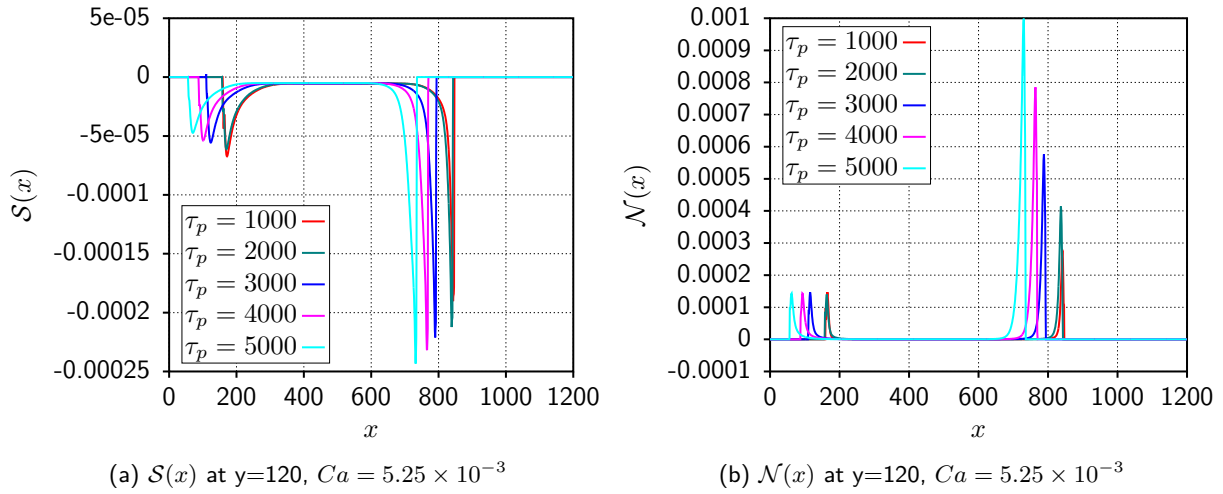 5e-05
0
-5e-05
-0.0001
-0.00015
-0.0002
-0.00025
𝒮(x)
τₚ = 1000
τₚ = 2000
τₚ = 3000
τₚ = 4000
τₚ = 5000
0 200 400 600 800 1000 1200
x
(a) 𝒮(x) at y=120, Ca = 5.25 × 10⁻³
0.001
0.0009
0.0008
0.0007
0.0006
0.0005
0.0004
0.0003
0.0002
0.0001
0
-0.0001
𝒩(x)
τₚ = 1000
τₚ = 2000
τₚ = 3000
τₚ = 4000
τₚ = 5000
0 200 400 600 800 1000 1200
x
(b) 𝒩(x) at y=120, Ca = 5.25 × 10⁻³